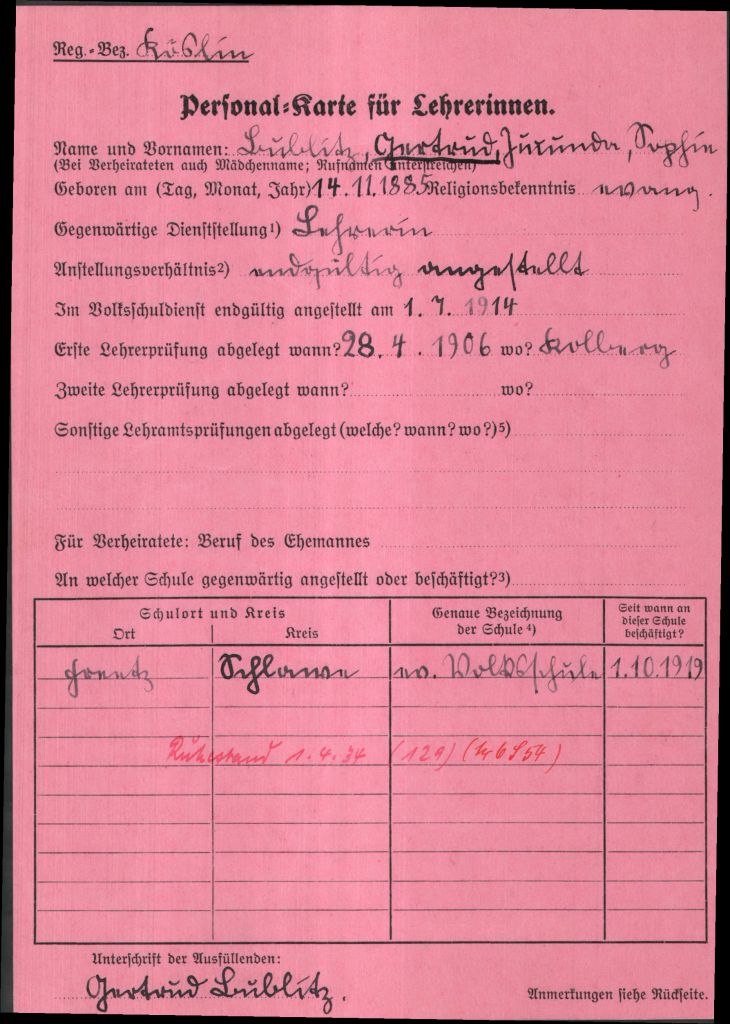 Reg.-Bez. Köslin
Personal-Karte für Lehrerinnen.
Name und Vornamen: Bublitz, Gertrud, Jucunda, Sophie
(Bei Verheirateten auch Mädchenname; Rufnamen unterstreichen)
Geboren am (Tag, Monat, Jahr) 14.11.1885 Religionsbekenntnis evang.
Gegenwärtige Dienststellung¹) Lehrerin
Anstellungsverhältnis²) endgültig angestellt
Im Volksschuldienst endgültig angestellt am 1. 7. 1914
Erste Lehrerprüfung abgelegt wann? 28. 4. 1906 wo? Kolberg
Zweite Lehrerprüfung abgelegt wann? wo?
Sonstige Lehramtsprüfungen abgelegt (welche? wann? wo?)⁵)
Für Verheiratete: Beruf des Ehemannes
An welcher Schule gegenwärtig angestellt oder beschäftigt?³)
Schulort und Kreis
Ort
Kreis
Genaue Bezeichnung
der Schule ⁴)
Seit wann an
dieser Schule
beschäftigt?
Schlawe ev. Volksschule 1.10.1919
Ruhestand 1.4.34 (129)
Unterschrift der Ausfüllenden:
Gertrud Bublitz.
Anmerkungen siehe Rückseite.